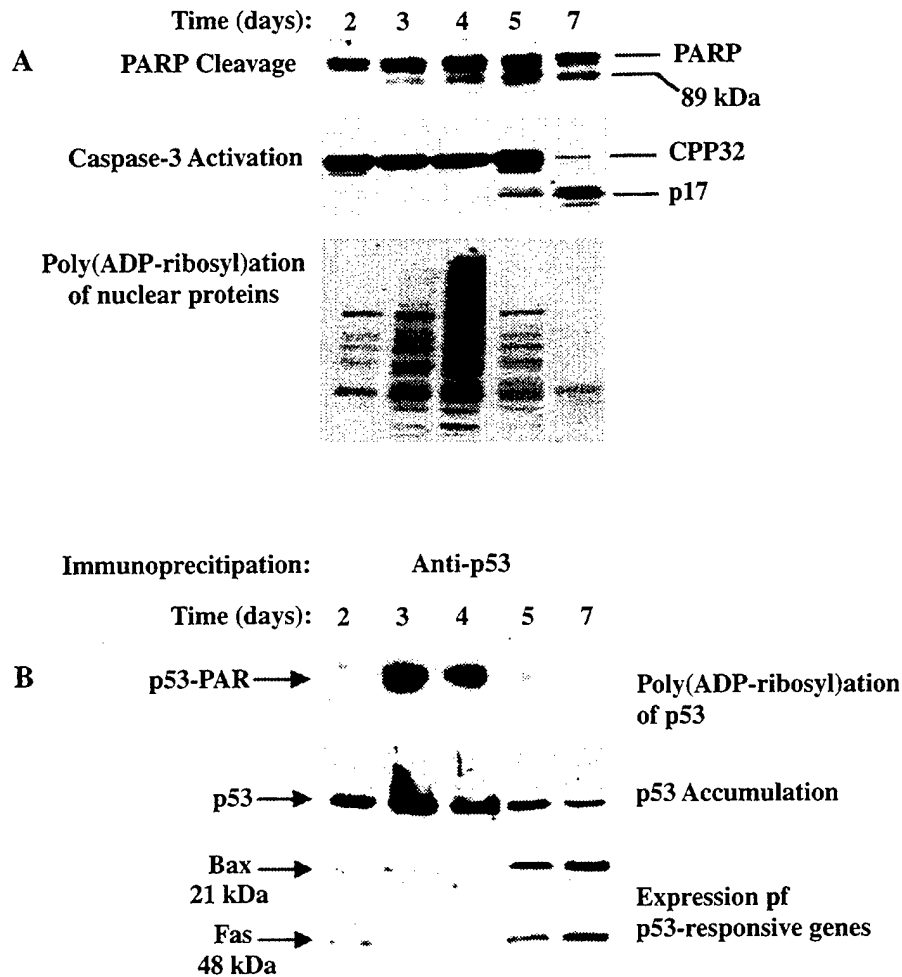 Time (days): 2 3 4 5 7
A PARP Cleavage PARP
89 kDa
Caspase-3 Activation CPP32
p17
Poly(ADP-ribosyl)ation
of nuclear proteins
Immunoprecitipation: Anti-p53
Time (days): 2 3 4 5 7
B p53-PAR Poly(ADP-ribosyl)ation
of p53
p53 p53 Accumulation
Bax
21 kDa
Expression pf
p53-responsive genes
Fas
48 kDa